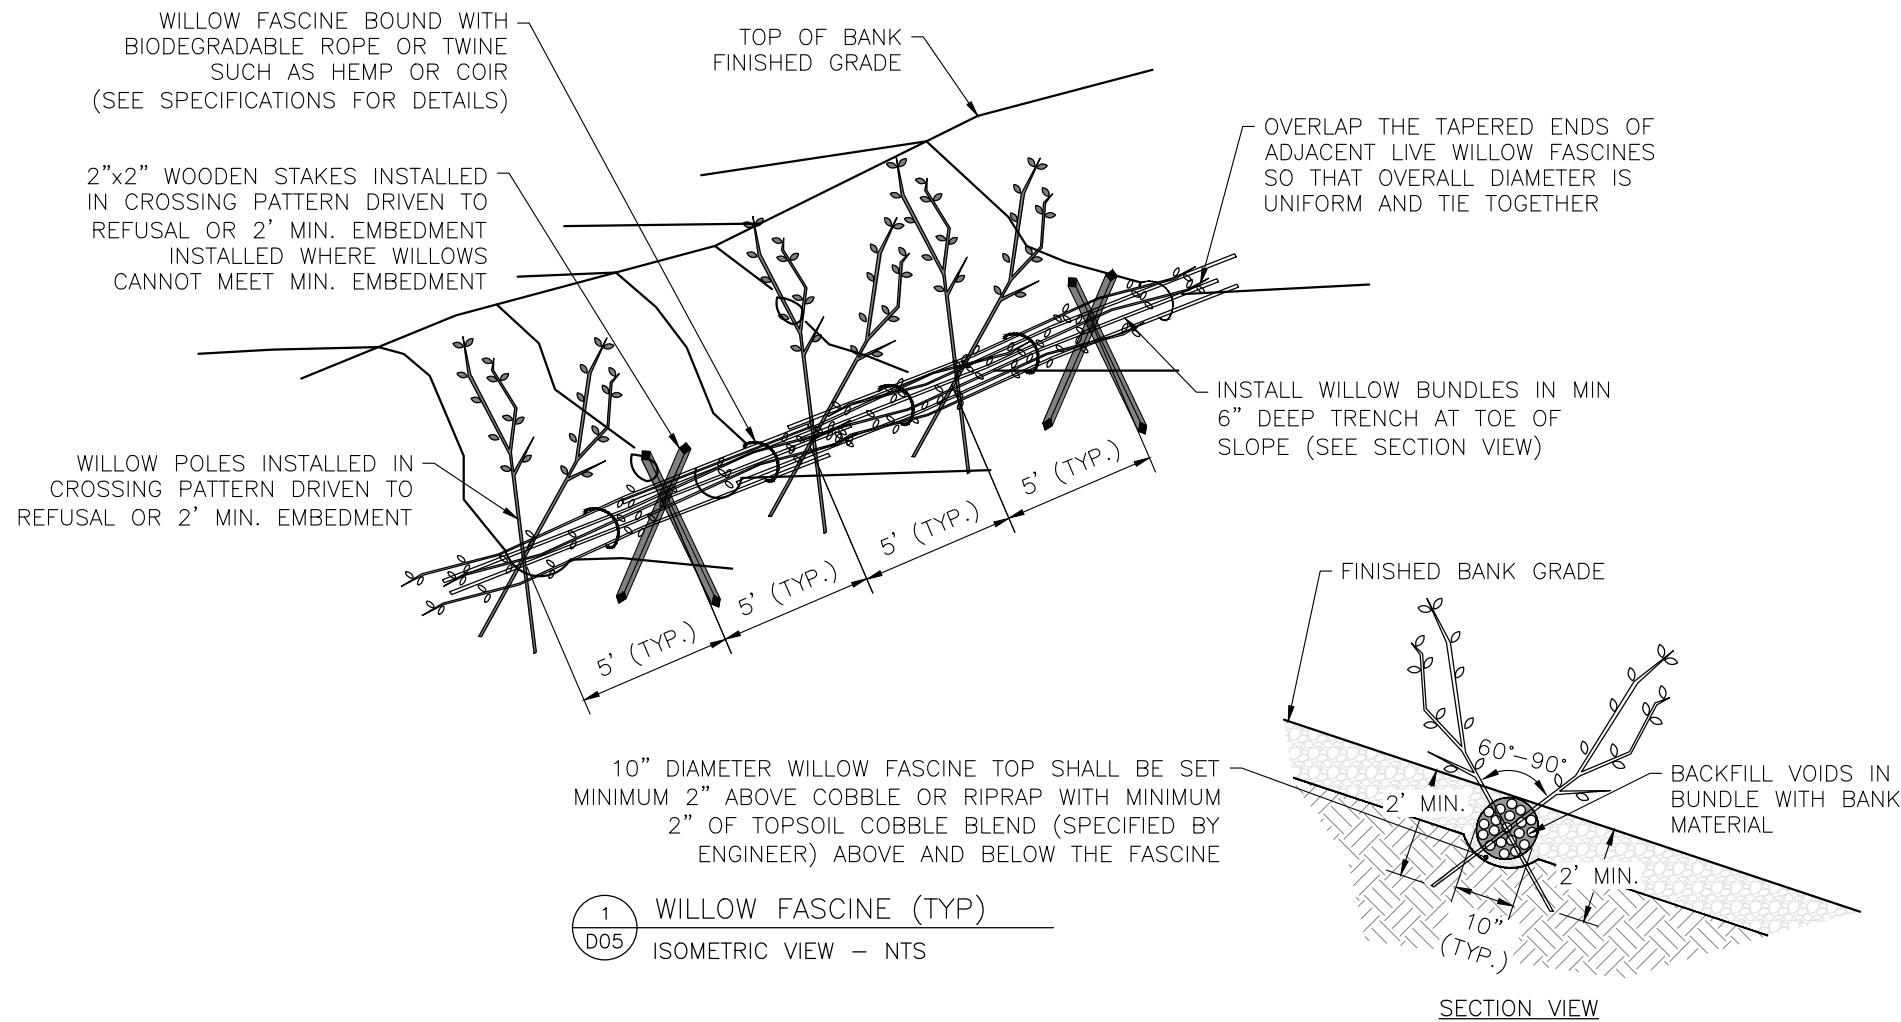 WILLOW FASCINE BOUND WITH
BIODEGRADABLE ROPE OR TWINE
SUCH AS HEMP OR COIR
(SEE SPECIFICATIONS FOR DETAILS)
TOP OF BANK
FINISHED GRADE
OVERLAP THE TAPERED ENDS OF
ADJACENT LIVE WILLOW FASCINES
SO THAT OVERALL DIAMETER IS
UNIFORM AND TIE TOGETHER
2”x2” WOODEN STAKES INSTALLED
IN CROSSING PATTERN DRIVEN TO
REFUSAL OR 2’ MIN. EMBEDMENT
INSTALLED WHERE WILLOWS
CANNOT MEET MIN. EMBEDMENT
INSTALL WILLOW BUNDLES IN MIN
6” DEEP TRENCH AT TOE OF
SLOPE (SEE SECTION VIEW)
WILLOW POLES INSTALLED IN
CROSSING PATTERN DRIVEN TO
REFUSAL OR 2’ MIN. EMBEDMENT
5’ (TYP.)
5’ (TYP.)
5’ (TYP.)
5’ (TYP.)
FINISHED BANK GRADE
10” DIAMETER WILLOW FASCINE TOP SHALL BE SET
MINIMUM 2” ABOVE COBBLE OR RIPRAP WITH MINIMUM
2” OF TOPSOIL COBBLE BLEND (SPECIFIED BY
ENGINEER) ABOVE AND BELOW THE FASCINE
60°-90°
2’ MIN.
BACKFILL VOIDS IN
BUNDLE WITH BANK
MATERIAL
2’ MIN.
10”
(TYP.)
1
D05
WILLOW FASCINE (TYP)
ISOMETRIC VIEW – NTS
SECTION VIEW